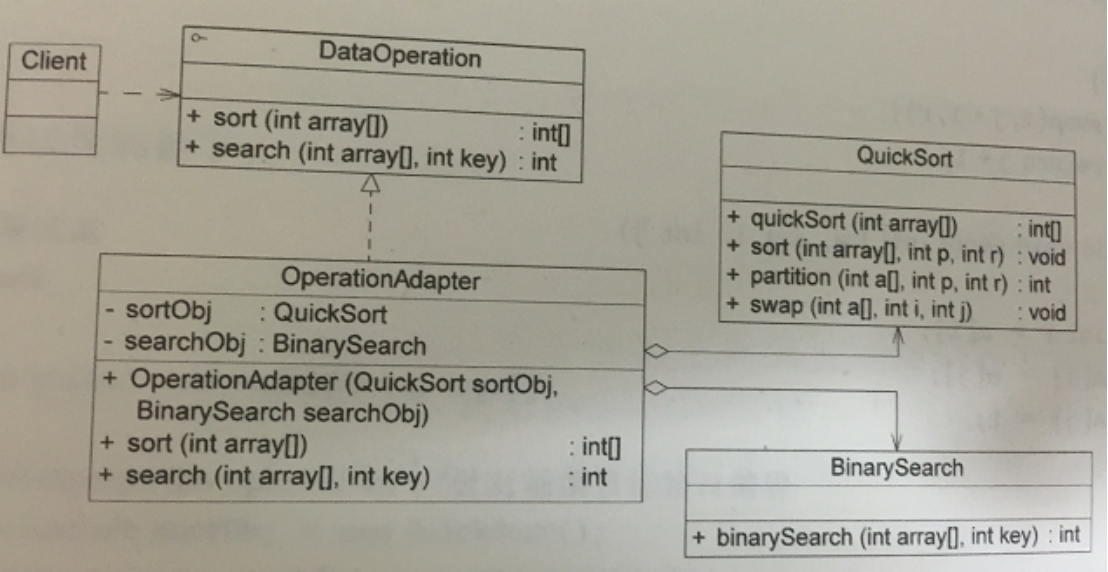 Client
DataOperation
+ sort (int array[]) : int[]
+ search (int array[], int key) : int
QuickSort
+ quickSort (int array[]) : int[]
+ sort (int array[], int p, int r) : void
+ partition (int a[], int p, int r) : int
+ swap (int a[], int i, int j) : void
OperationAdapter
- sortObj : QuickSort
- searchObj : BinarySearch
+ OperationAdapter (QuickSort sortObj,
BinarySearch searchObj)
+ sort (int array[]) : int[]
+ search (int array[], int key) : int
BinarySearch
+ binarySearch (int array[], int key) : int